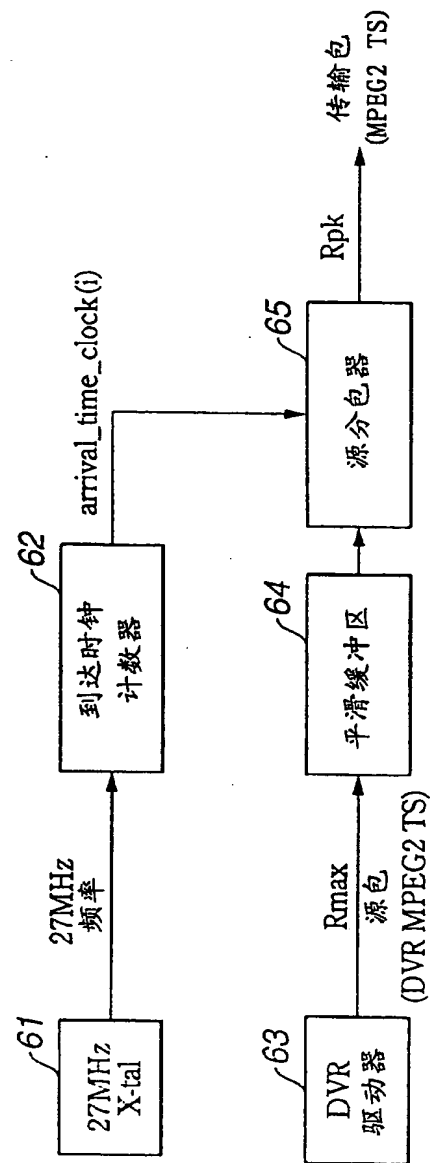 61
27MHz
X-tal
27MHz
频率
62
到达时钟
计数器
arrival_time_clock(i)
63
DVR
驱动器
Rmax
源包
(DVR MPEG2 TS)
64
平滑缓冲区
65
源分包器
Rpk
传输包
(MPEG2 TS)